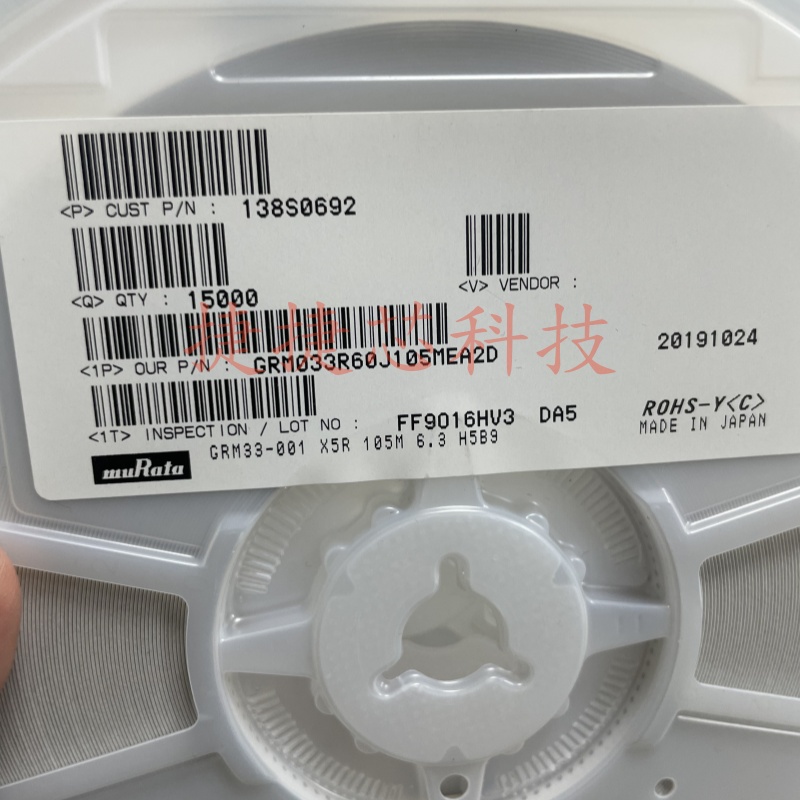 <P> CUST P/N : 138S0692
<Q> QTY : 15000
<V> VENDOR :
捷捷芯科技
<1P> OUR P/N : GRM033R60J105MEA2D
20191024
<1T> INSPECTION / LOT NO : FF9016HV3 DA5
ROHS-Y<C>
GRM33-001 X5R 105M 6.3 H5B9
MADE IN JAPAN
muRata